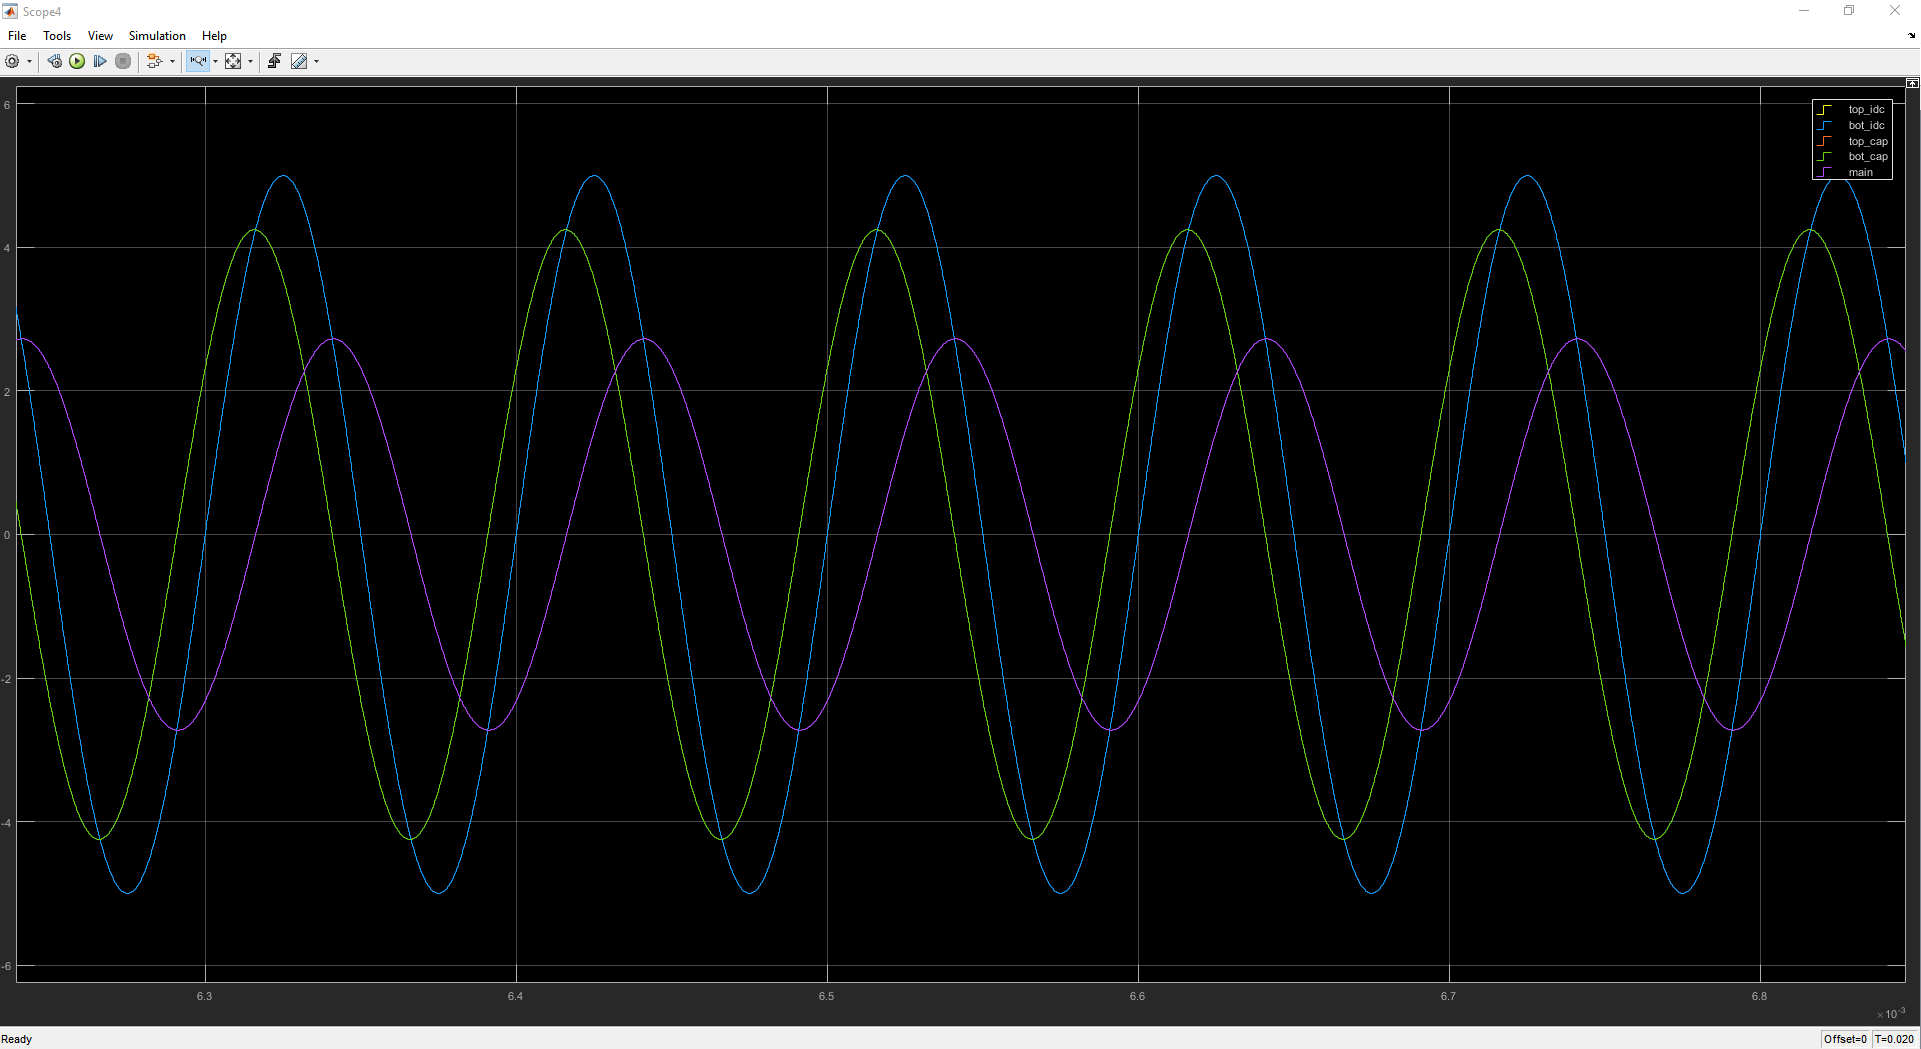 Scope4
File Tools View Simulation Help
top_idc
bot_idc
top_cap
bot_cap
main
6
4
2
0
-2
-4
-6
6.3 6.4 6.5 6.6 6.7 6.8
×10-3
Ready Offset=0 T=0.020